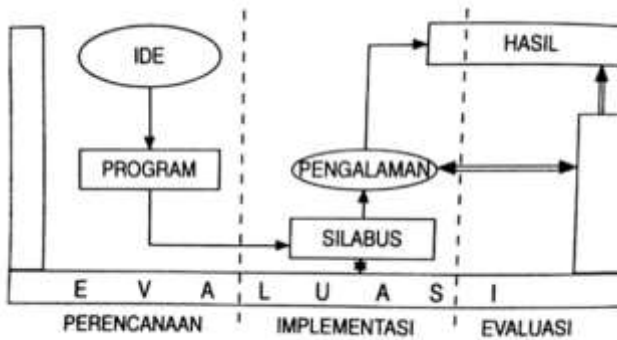 IDE
HASIL
PROGRAM
PENGALAMAN
SILABUS
E V A L U A S I
PERENCANAAN
IMPLEMENTASI
EVALUASI